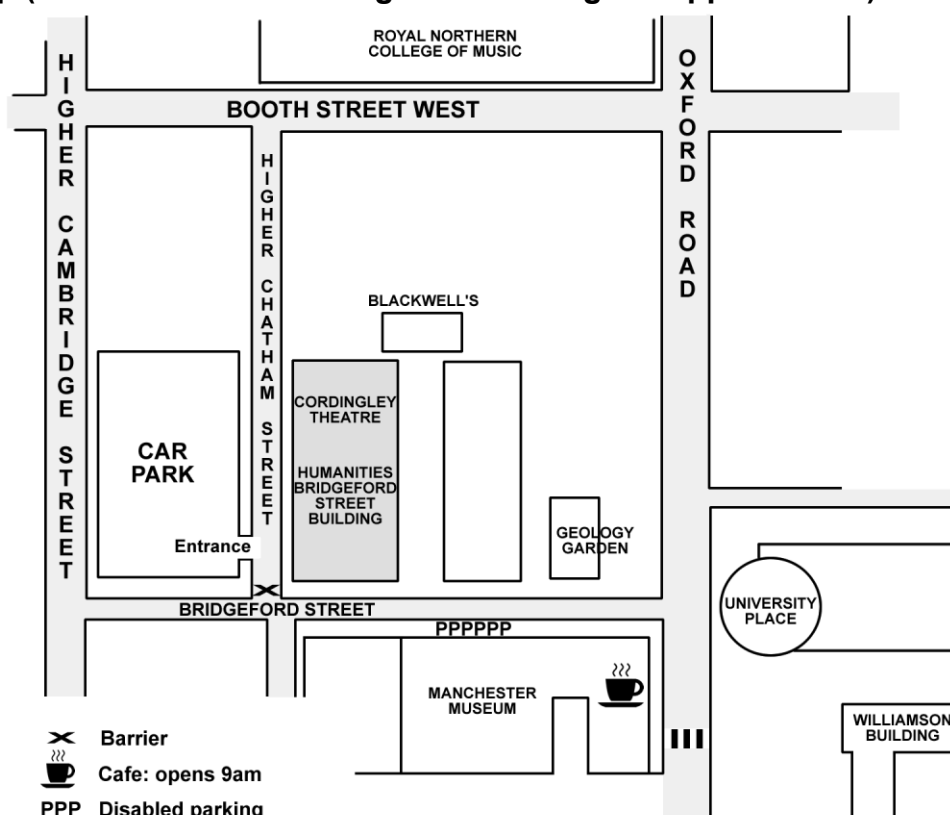 ROYAL NORTHERN
COLLEGE OF MUSIC
BOOTH STREET WEST
HIGHER CAMBRIDGE STREET
HIGHER CHATHAM STREET
OXFORD ROAD
BLACKWELL'S
CORDINGLEY
THEATRE
HUMANITIES
BRIDGEFORD
STREET
BUILDING
CAR
PARK
Entrance
GEOLOGY
GARDEN
BRIDGEFORD STREET
PPPPPP
UNIVERSITY
PLACE
MANCHESTER
MUSEUM
WILLIAMSON
BUILDING
Barrier
Cafe: opens 9am
PPP Disabled parking